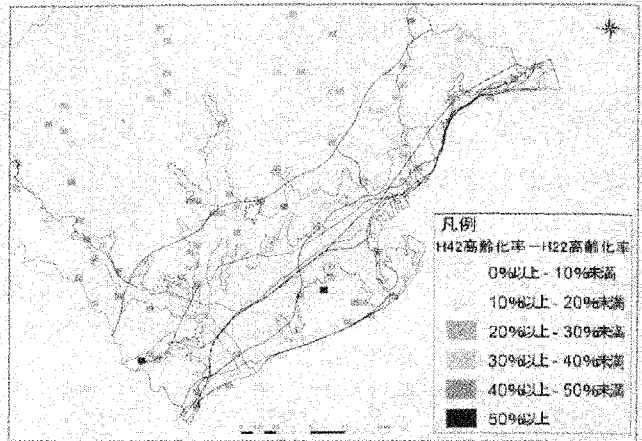 凡例
H42高齢化率－H22高齢化率
0%以上 - 10%未満
10%以上 - 20%未満
20%以上 - 30%未満
30%以上 - 40%未満
40%以上 - 50%未満
50%以上